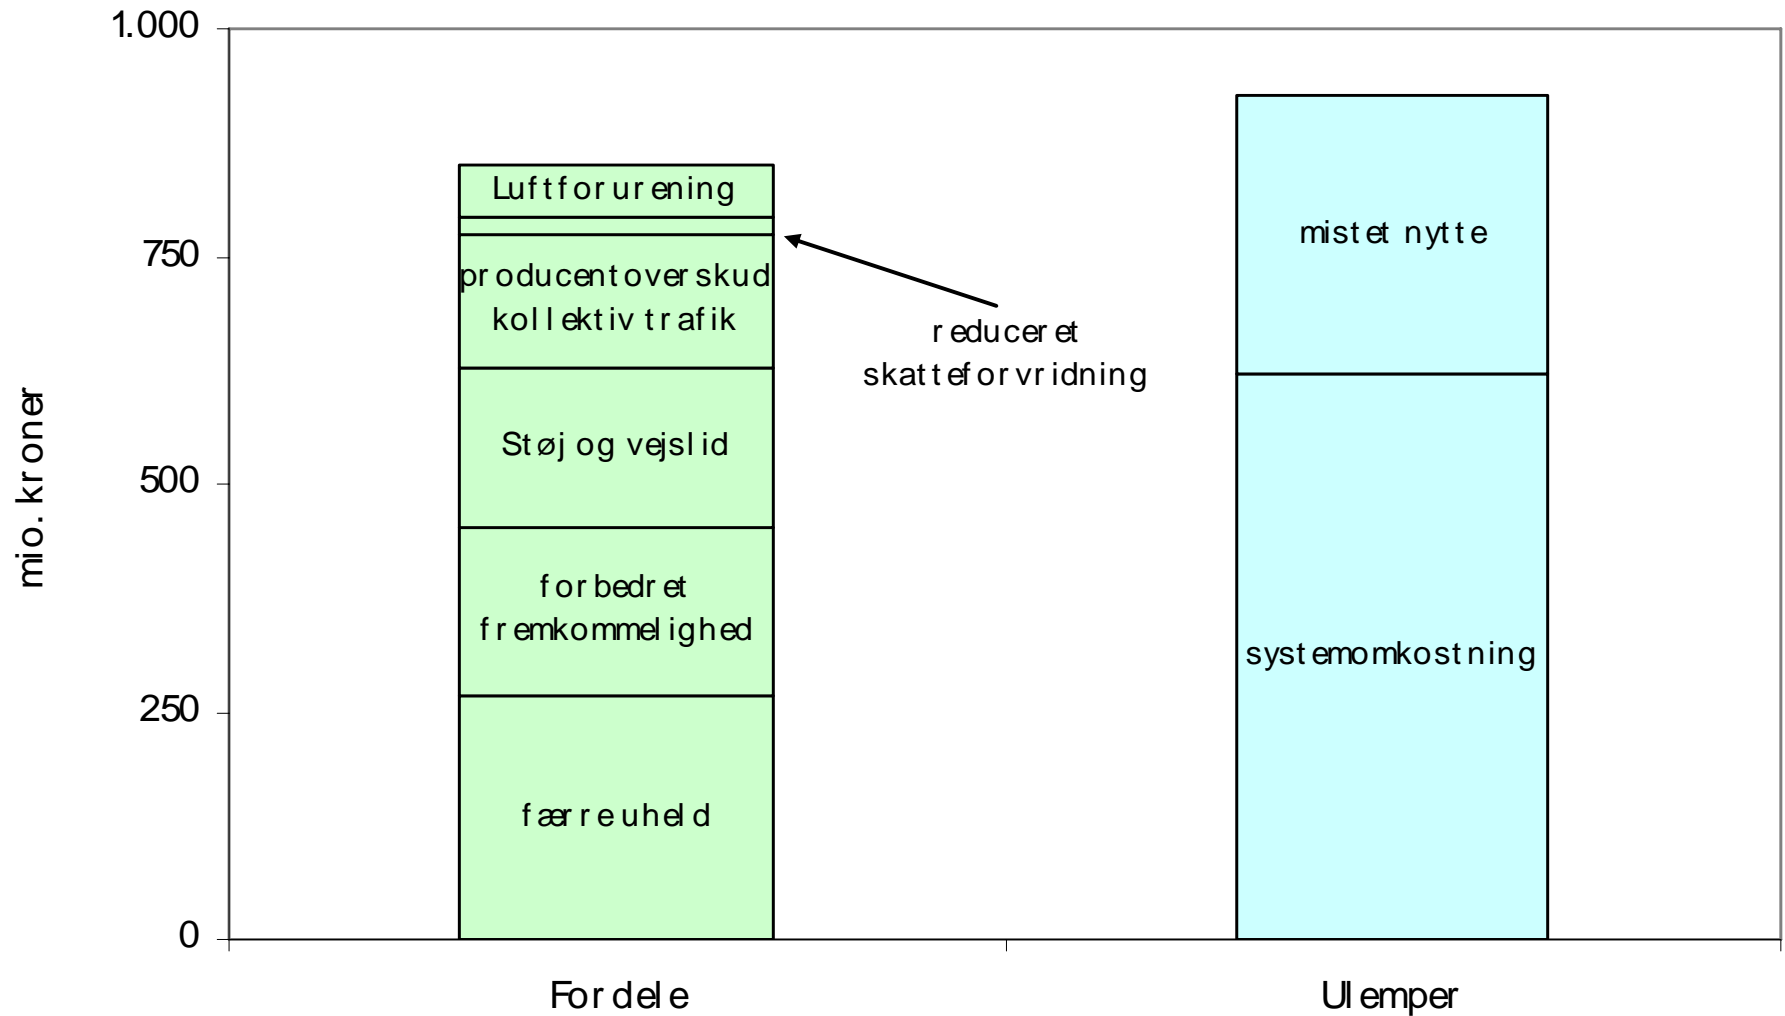 1.000
750
500
250
0
mio. kroner
Luftforurening
producentoverskud
kollektiv trafik
Støj og vejslid
forbedret
fremkommelighed
færre uheld
reduceret
skatteforvridning
mistet nytte
systemomkostning
Fordele
Ulemper